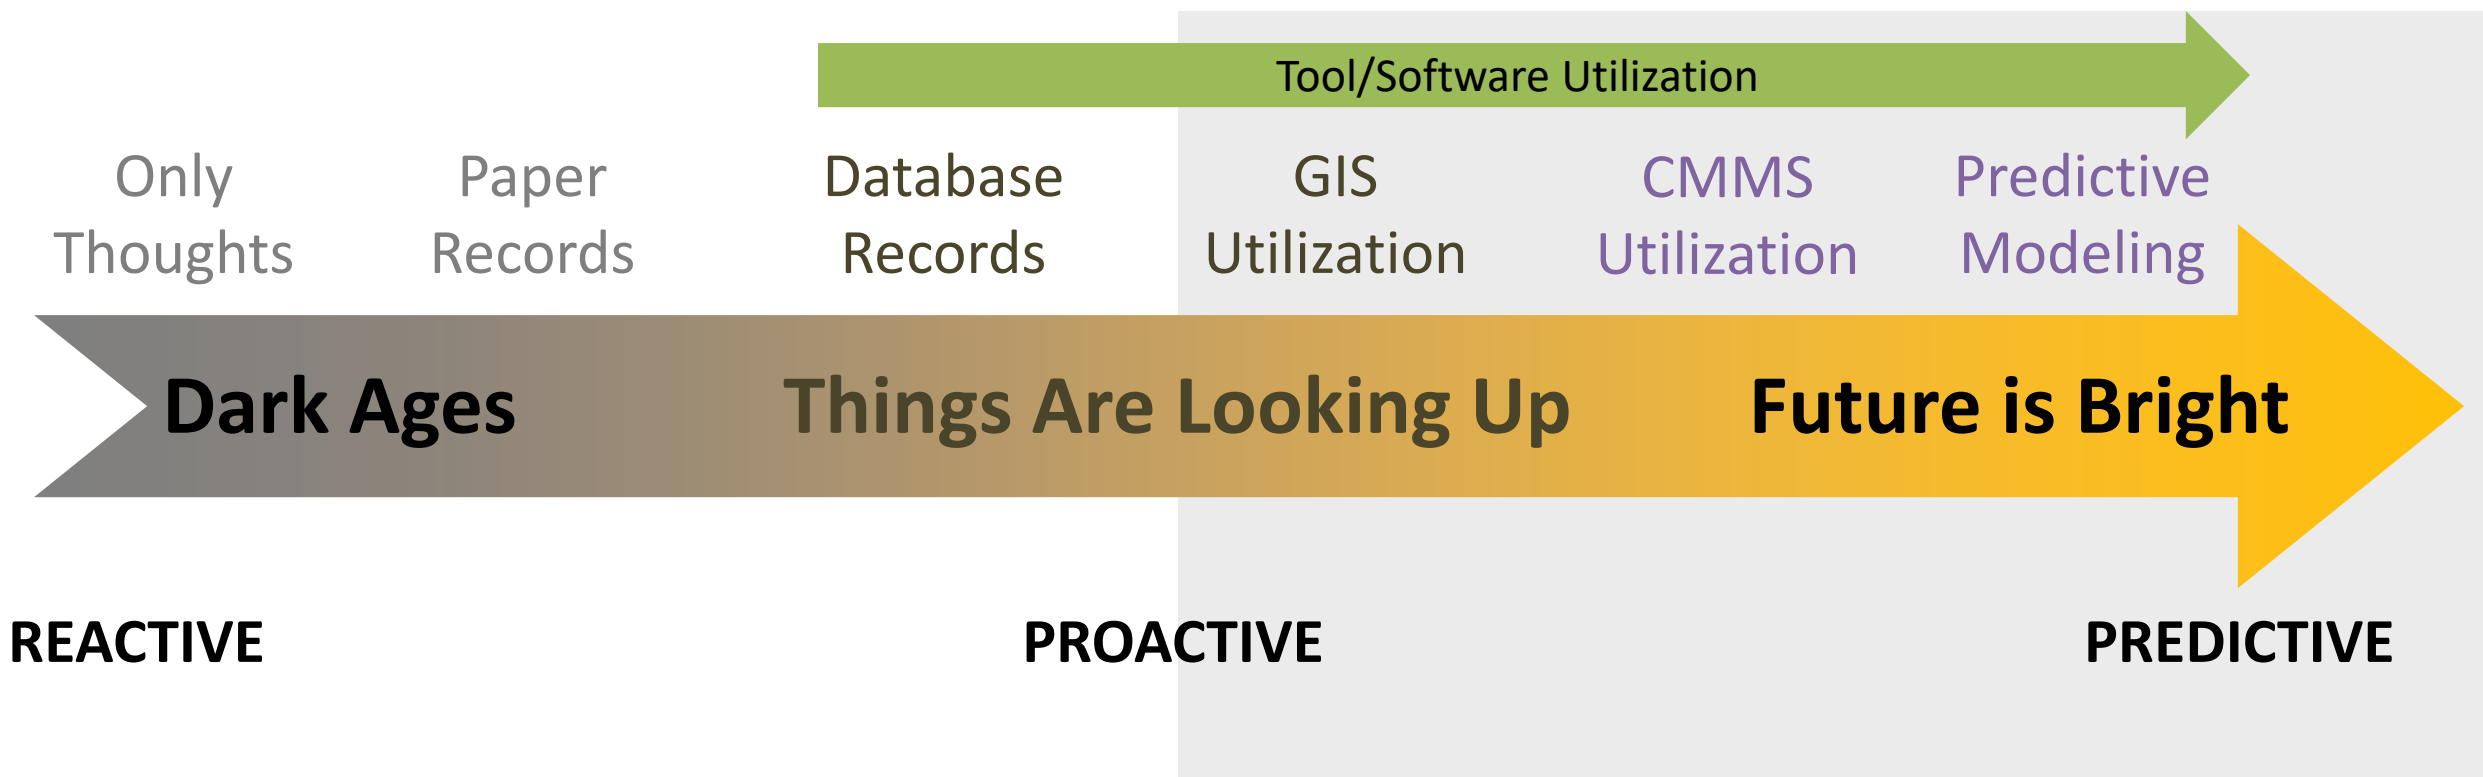 Tool/Software Utilization
Only
Thoughts
Paper
Records
Database
Records
GIS
Utilization
CMMS
Utilization
Predictive
Modeling
Dark Ages
Things Are Looking Up
Future is Bright
REACTIVE
PROACTIVE
PREDICTIVE